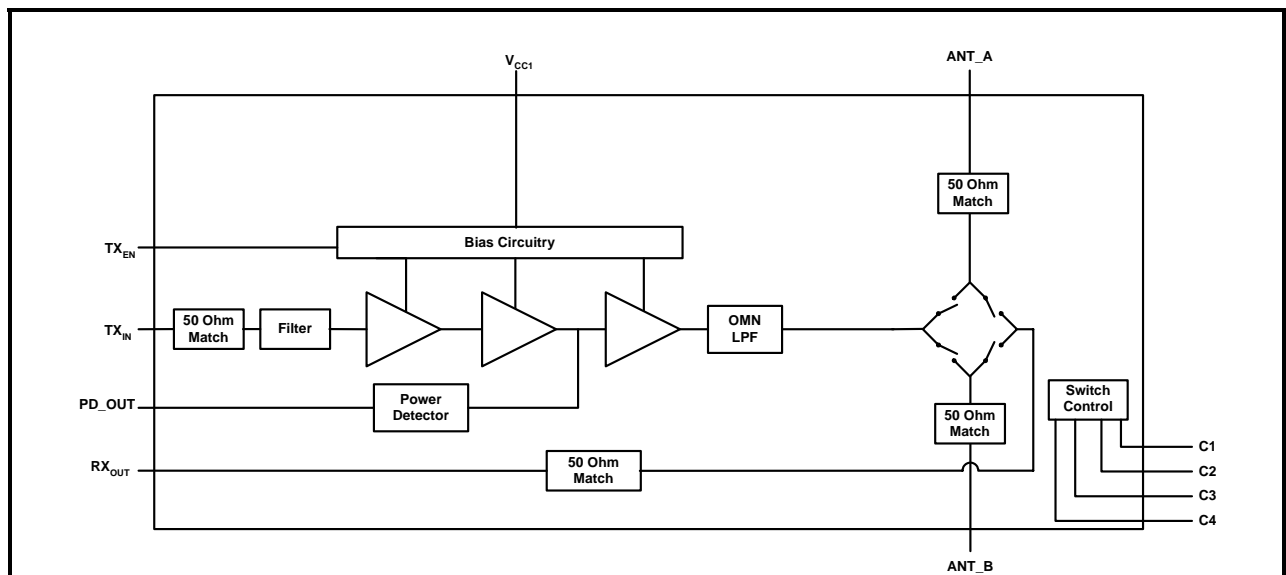 VCC1
ANT_A
50 Ohm
Match
TXEN
Bias Circuitry
TXIN
50 Ohm
Match
Filter
OMN
LPF
PD_OUT
Power
Detector
50 Ohm
Match
Switch
Control
RXOUT
50 Ohm
Match
C1
C2
C3
C4
ANT_B